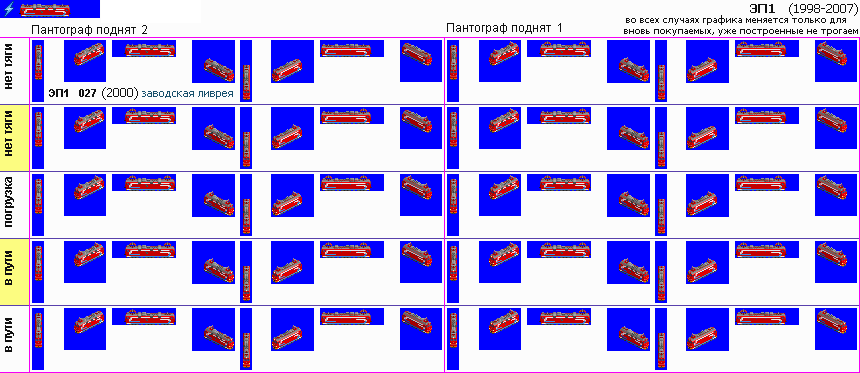 ЭП1 (1998-2007)
во всех случаях графика меняется только для
вновь покупаемых, уже построенные не трогаем
Пантограф поднят 2
Пантограф поднят 1
нет тяги
ЭП1 027 (2000) заводская ливрея
нет тяги
погрузка
в пути
в пути